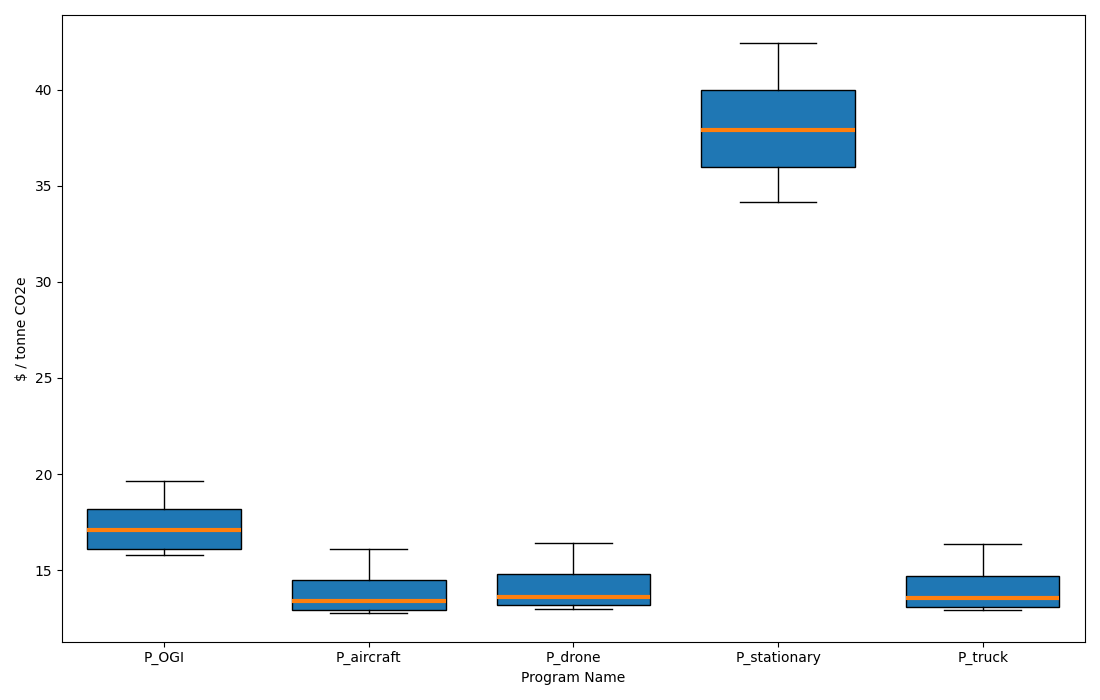 $ / tonne CO2e
40
35
30
25
20
15
P_OGI
P_aircraft
P_drone
P_stationary
P_truck
Program Name